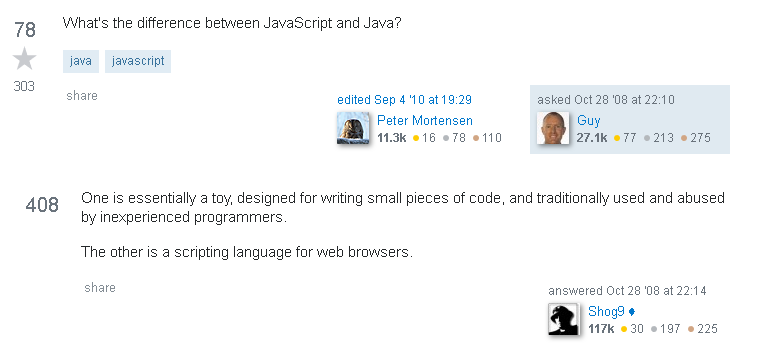 78
What's the difference between JavaScript and Java?
303
java javascript
share
edited Sep 4 '10 at 19:29
Peter Mortensen
11.3k 16 78 110
asked Oct 28 '08 at 22:10
Guy
27.1k 77 213 275
408
One is essentially a toy, designed for writing small pieces of code, and traditionally used and abused
by inexperienced programmers.
The other is a scripting language for web browsers.
share
answered Oct 28 '08 at 22:14
Shog9 ♦
117k 30 197 225